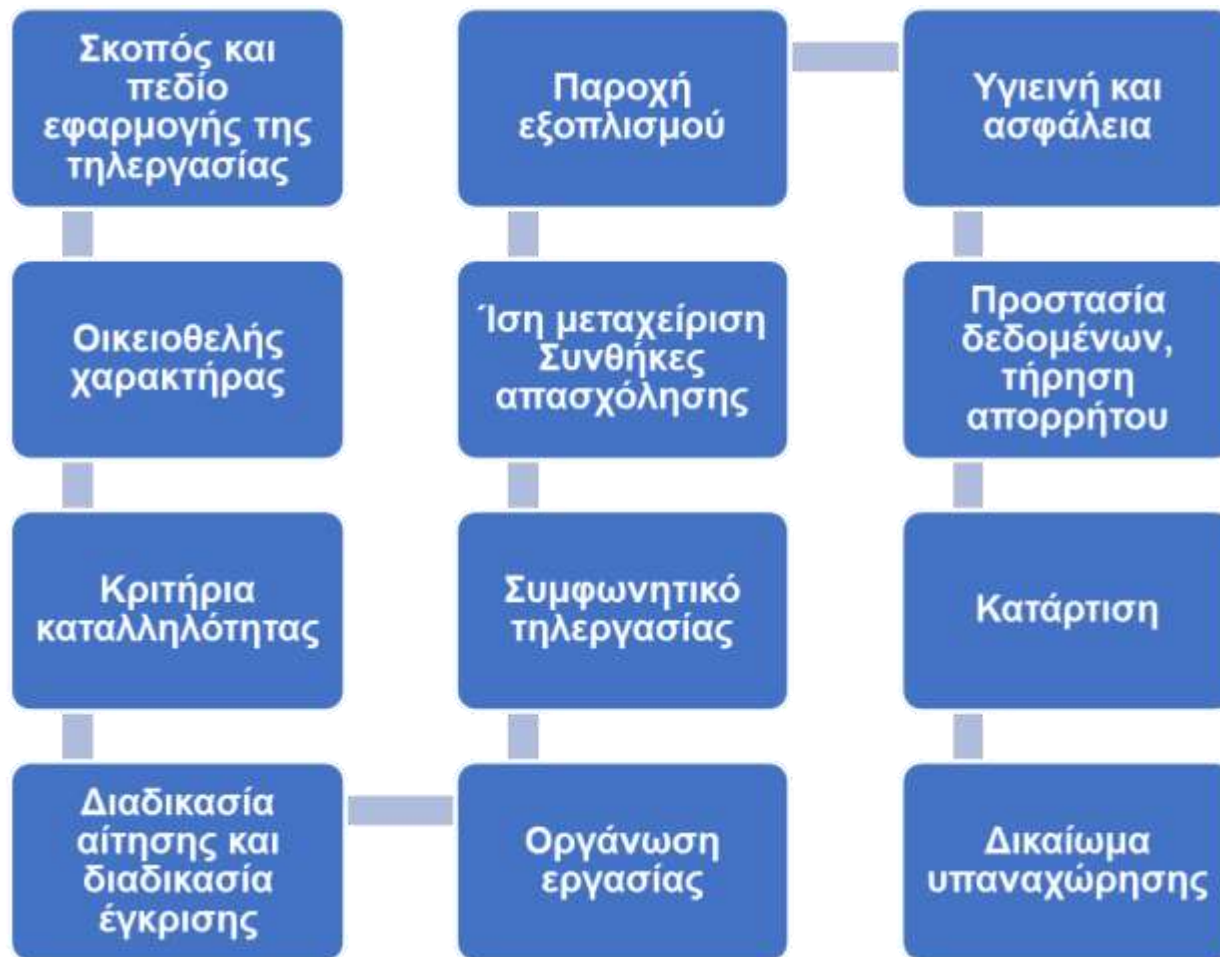 Σκοπός και
πεδίο
εφαρμογής της
τηλεργασίας
Οικειοθελής
χαρακτήρας
Κριτήρια
καταλληλότητας
Διαδικασία
αίτησης και
διαδικασία
έγκρισης
Οργάνωση
εργασίας
Συμφωνητικό
τηλεργασίας
Ίση μεταχείριση
Συνθήκες
απασχόλησης
Παροχή
εξοπλισμού
Υγιεινή και
ασφάλεια
Προστασία
δεδομένων,
τήρηση
απορρήτου
Κατάρτιση
Δικαίωμα
υπαναχώρησης